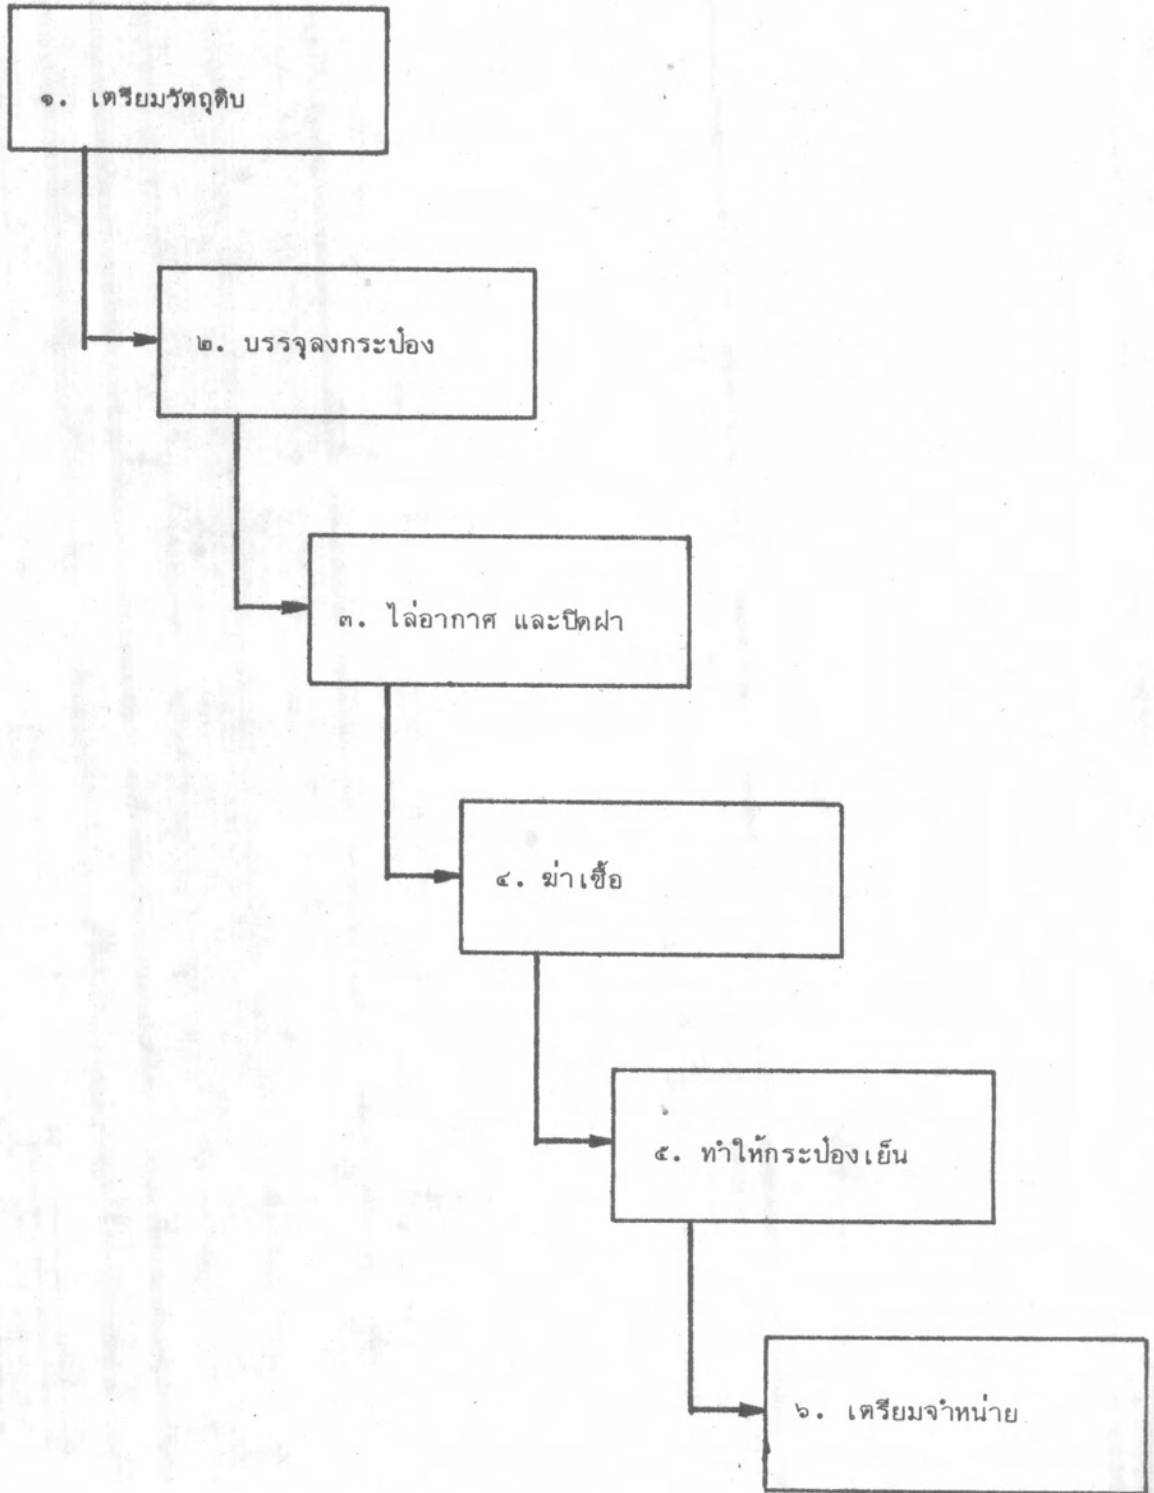 ๑. เตรียมวัตถุดิบ
๒. บรรจุลงกระป๋อง
๓. ไล่อากาศ และปิดฝา
๔. ฆ่าเชื้อ
๕. ทำให้กระป๋องเย็น
๖. เตรียมจำหน่าย